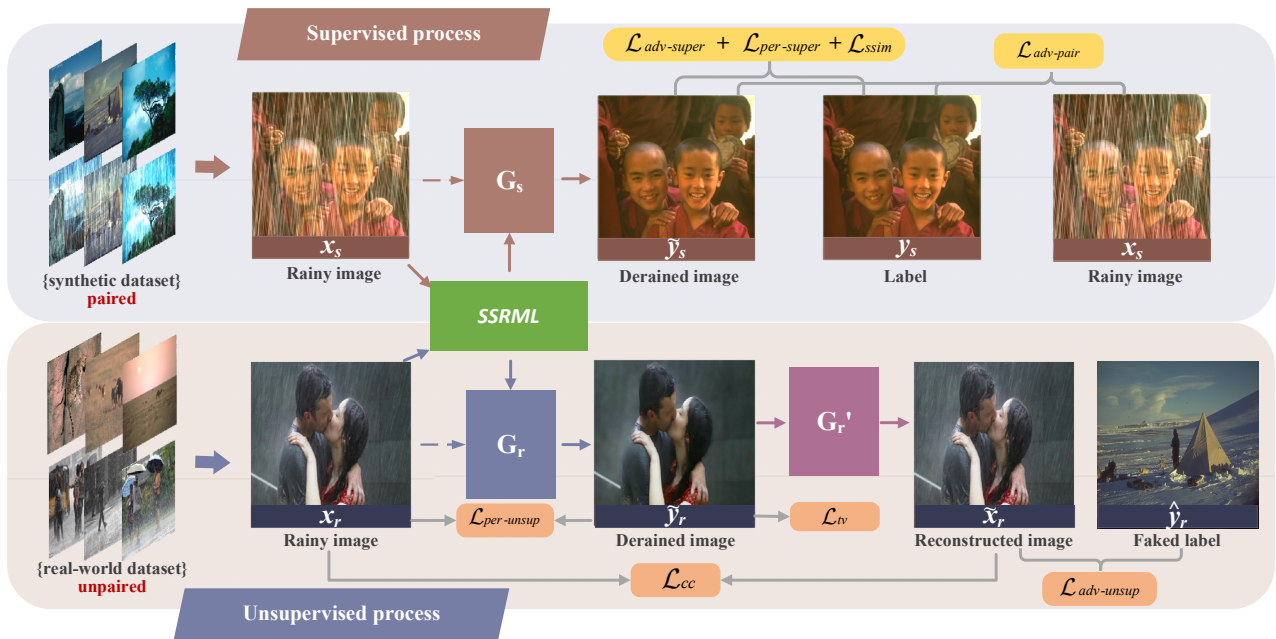 Supervised process
ℒadv-super + ℒper-super + ℒssim
ℒadv-pair
Gs
xs
ỹs
ys
xs
Rainy image
Derained image
Label
Rainy image
{synthetic dataset}
paired
SSRML
Gr
Gr'
xr
ℒper-unsup
ỹr
ℒtv
x̃r
ŷr
Rainy image
Derained image
Reconstructed image
Faked label
{real-world dataset}
unpaired
ℒcc
ℒadv-unsup
Unsupervised process